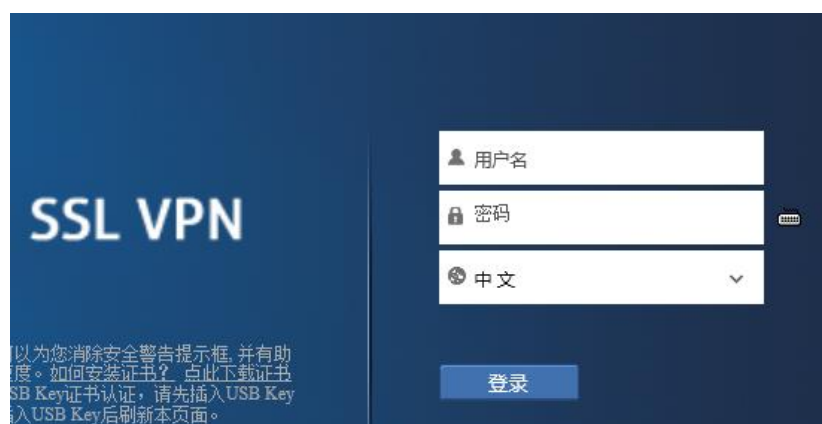 用户名
SSL VPN
密码
中文
以为您消除安全警告提示框,并有助
度。如何安装证书？ 点此下载证书
SB Key证书认证，请先插入USB Key
入USB Key后刷新本页面。
登录